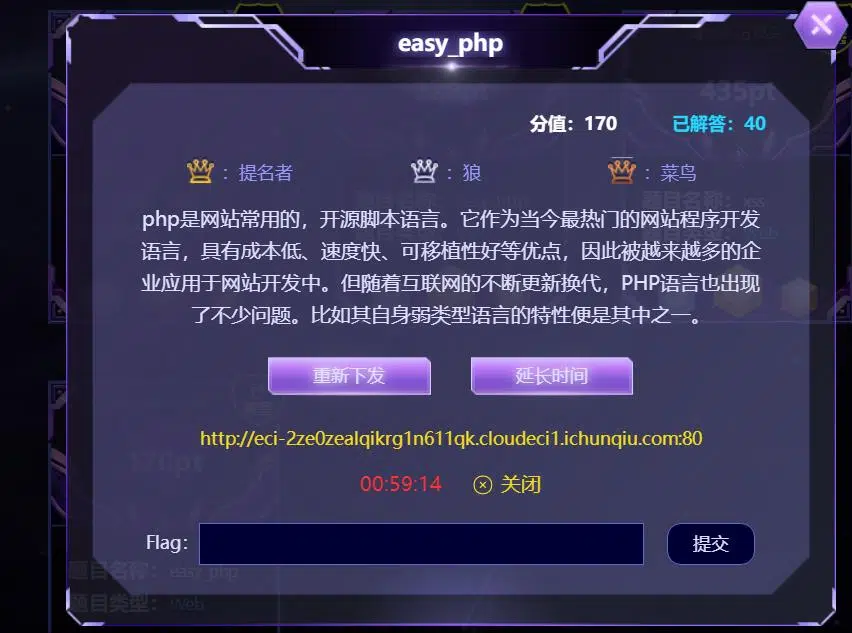 easy_php
435pt
分值：170 已解答：40
：提名者 ：狼 ：菜鸟
php是网站常用的，开源脚本语言。它作为当今最热门的网站程序开发
语言，具有成本低、速度快、可移植性好等优点，因此被越来越多的企
业应用于网站开发中。但随着互联网的不断更新换代，PHP语言也出现
了不少问题。比如其自身弱类型语言的特性便是其中之一。
重新下发 延长时间
http://eci-2ze0zealqikrg1n611qk.cloudeci1.ichunqiu.com:80
00:59:14 关闭
Flag: 提交
题目名称：easy_php
题目类型：Web